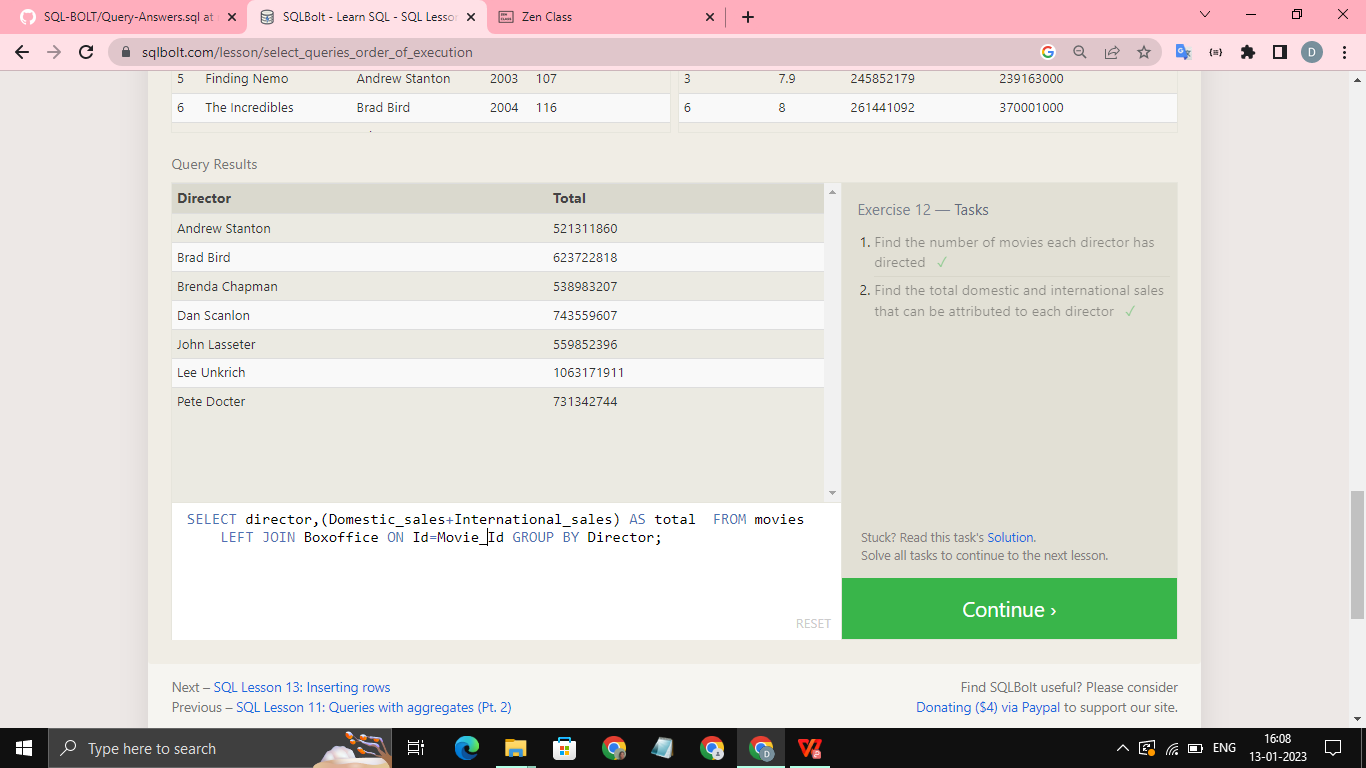 SQL-BOLT/Query-Answers.sql at
SQLBolt - Learn SQL - SQL Lesson
Zen Class
sqlbolt.com/lesson/select_queries_order_of_execution
D
5 Finding Nemo Andrew Stanton 2003 107
3 7.9 245852179 239163000
6 The Incredibles Brad Bird 2004 116
6 8 261441092 370001000
Query Results
Director Total
Andrew Stanton 521311860
Brad Bird 623722818
Brenda Chapman 538983207
Dan Scanlon 743559607
John Lasseter 559852396
Lee Unkrich 1063171911
Pete Docter 731342744
Exercise 12 — Tasks
1. Find the number of movies each director has
directed ✓
2. Find the total domestic and international sales
that can be attributed to each director ✓
SELECT director,(Domestic_sales+International_sales) AS total  FROM movies
LEFT JOIN Boxoffice ON Id=Movie_Id GROUP BY Director;
RESET
Stuck? Read this task's Solution.
Solve all tasks to continue to the next lesson.
Continue ›
Next – SQL Lesson 13: Inserting rows
Previous – SQL Lesson 11: Queries with aggregates (Pt. 2)
Find SQLBolt useful? Please consider
Donating ($4) via Paypal to support our site.
Type here to search
ENG
16:08
13-01-2023